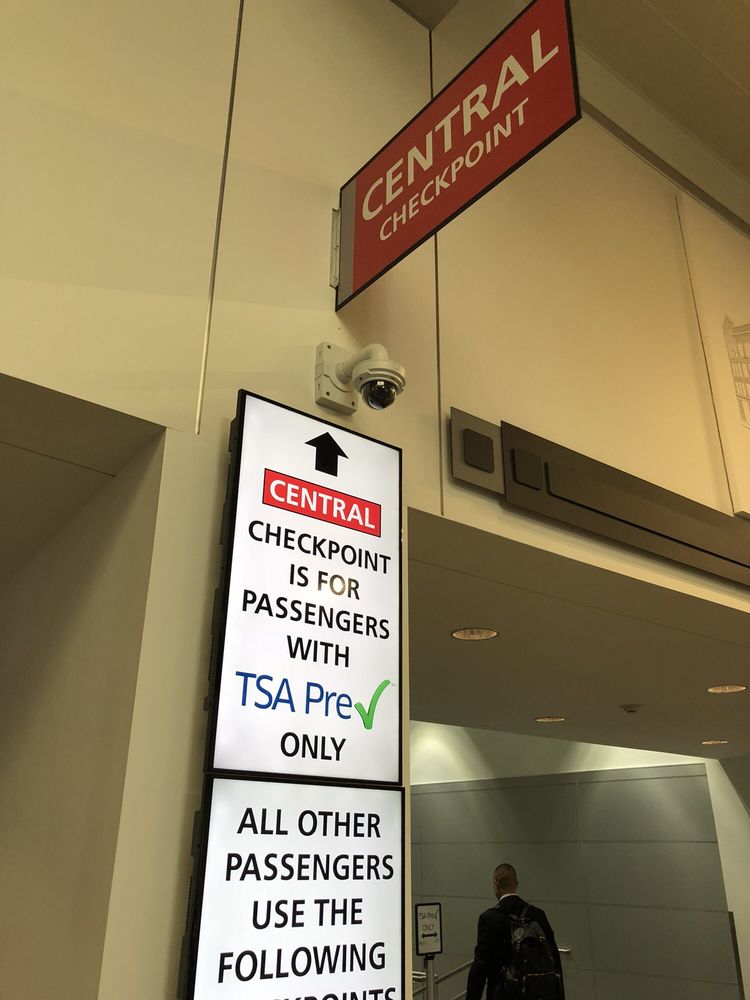 CENTRAL
CHECKPOINT
CENTRAL
CHECKPOINT
IS FOR
PASSENGERS
WITH
TSA Pre✓
ONLY
ALL OTHER
PASSENGERS
USE THE
FOLLOWING
CHECKPOINTS
TSA Pre✓
ONLY